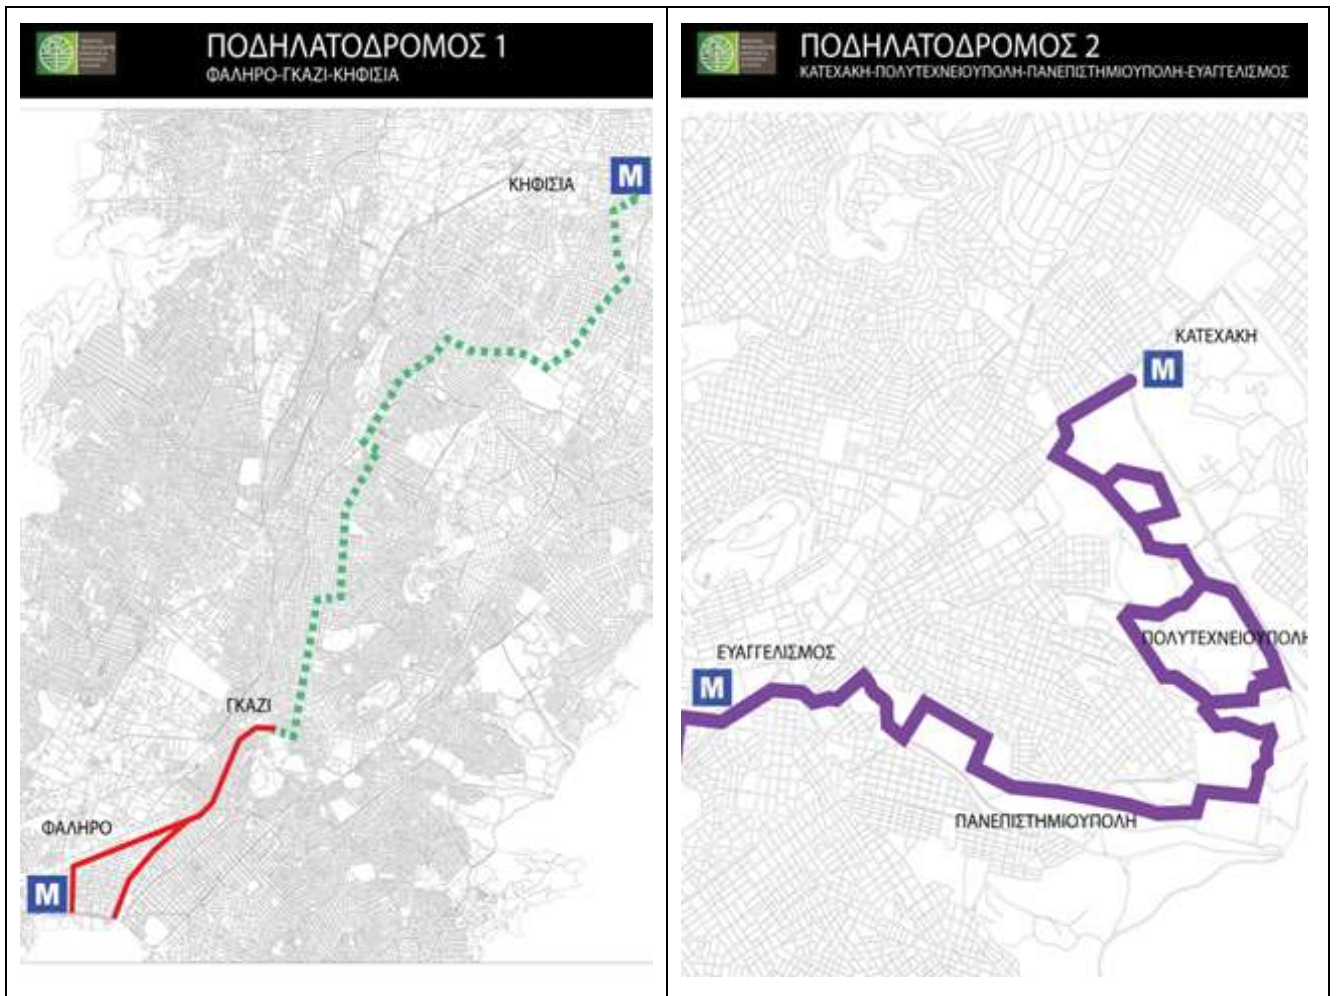 ΠΟΔΗΛΑΤΟΔΡΟΜΟΣ 1
ΦΑΛΗΡΟ-ΓΚΑΖΙ-ΚΗΦΙΣΙΑ
ΚΗΦΙΣΙΑ
M
ΓΚΑΖΙ
ΦΑΛΗΡΟ
M
ΠΟΔΗΛΑΤΟΔΡΟΜΟΣ 2
ΚΑΤΕΧΑΚΗ-ΠΟΛΥΤΕΧΝΕΙΟΥΠΟΛΗ-ΠΑΝΕΠΙΣΤΗΜΙΟΥΠΟΛΗ-ΕΥΑΓΓΕΛΙΣΜΟΣ
ΚΑΤΕΧΑΚΗ
M
ΠΟΛΥΤΕΧΝΕΙΟΥΠΟΛΗ
ΕΥΑΓΓΕΛΙΣΜΟΣ
M
ΠΑΝΕΠΙΣΤΗΜΙΟΥΠΟΛΗ